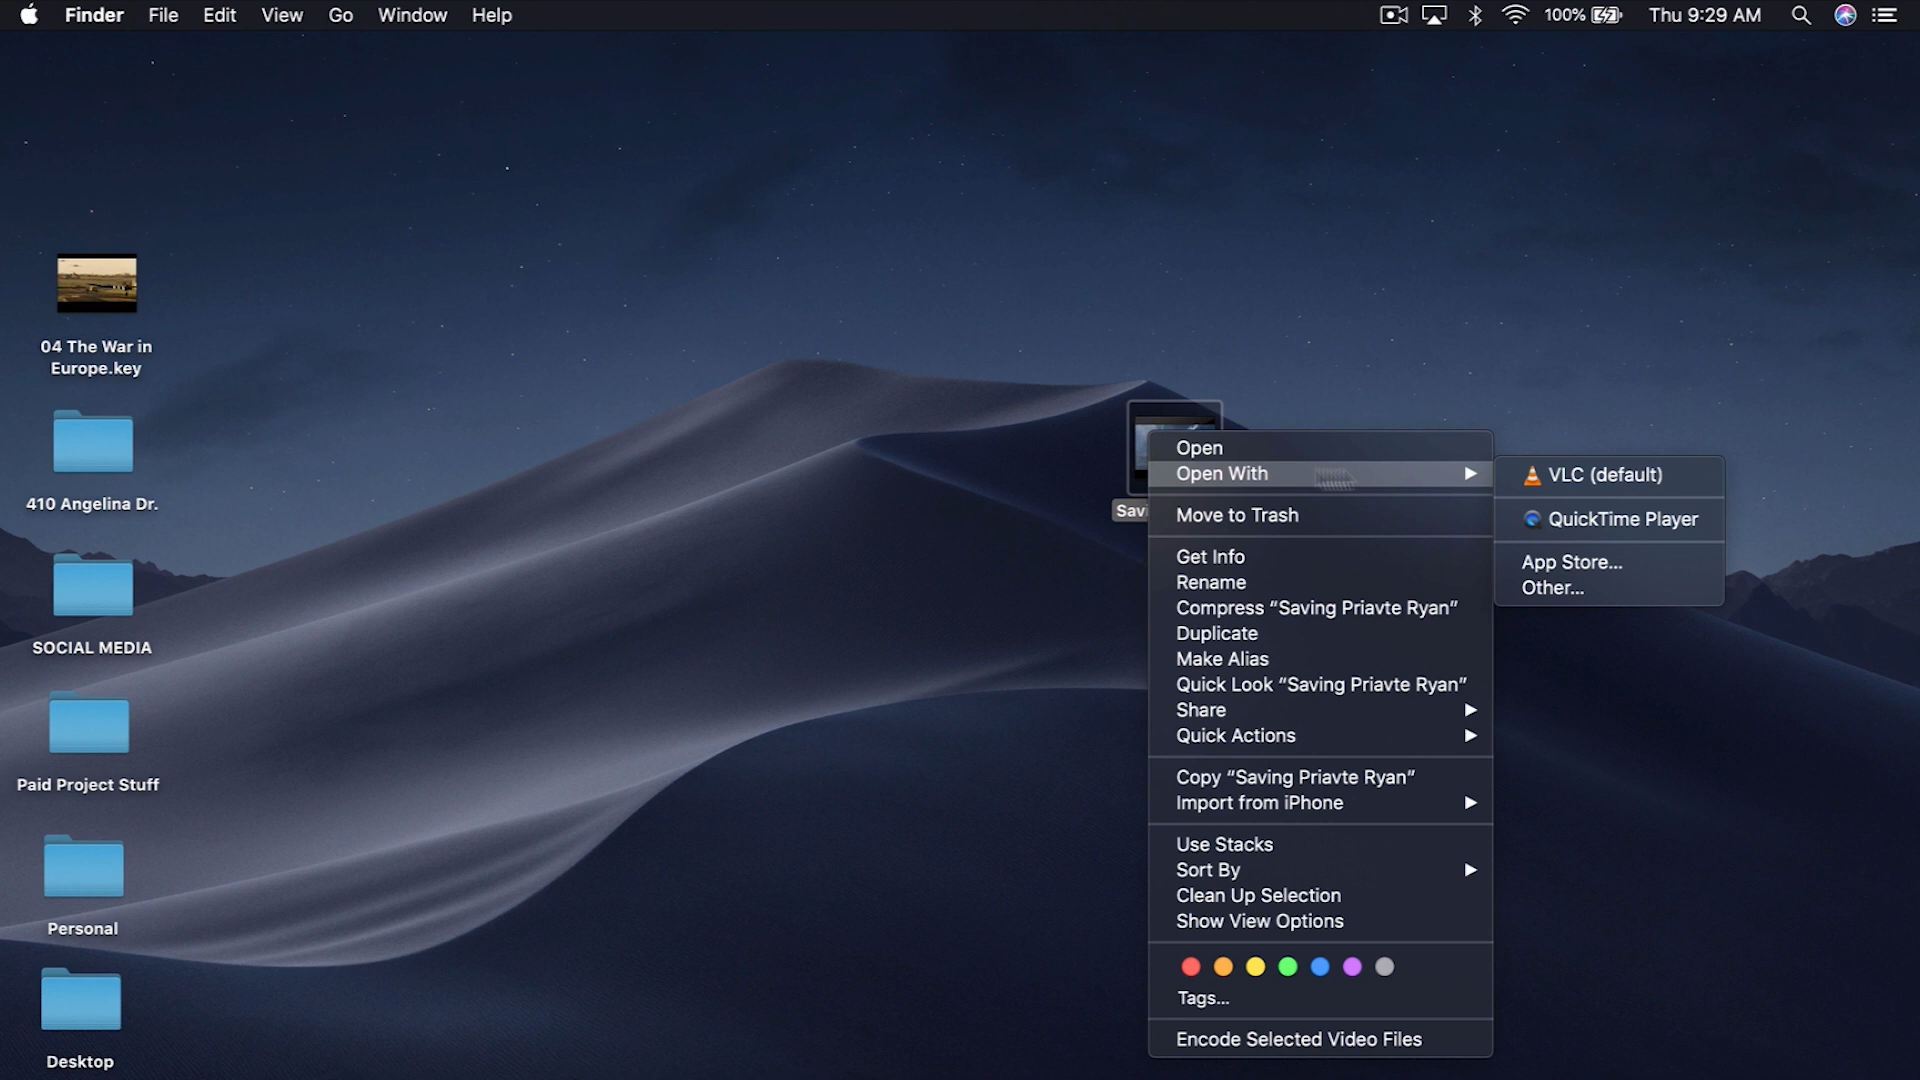 Finder File Edit View Go Window Help
100% Thu 9:29 AM
04 The War in
Europe.key
410 Angelina Dr.
SOCIAL MEDIA
Paid Project Stuff
Personal
Desktop
Savi
Open
Open With
Move to Trash
Get Info
Rename
Compress “Saving Priavte Ryan”
Duplicate
Make Alias
Quick Look “Saving Priavte Ryan”
Share
Quick Actions
Copy “Saving Priavte Ryan”
Import from iPhone
Use Stacks
Sort By
Clean Up Selection
Show View Options
Tags...
Encode Selected Video Files
VLC (default)
QuickTime Player
App Store...
Other...